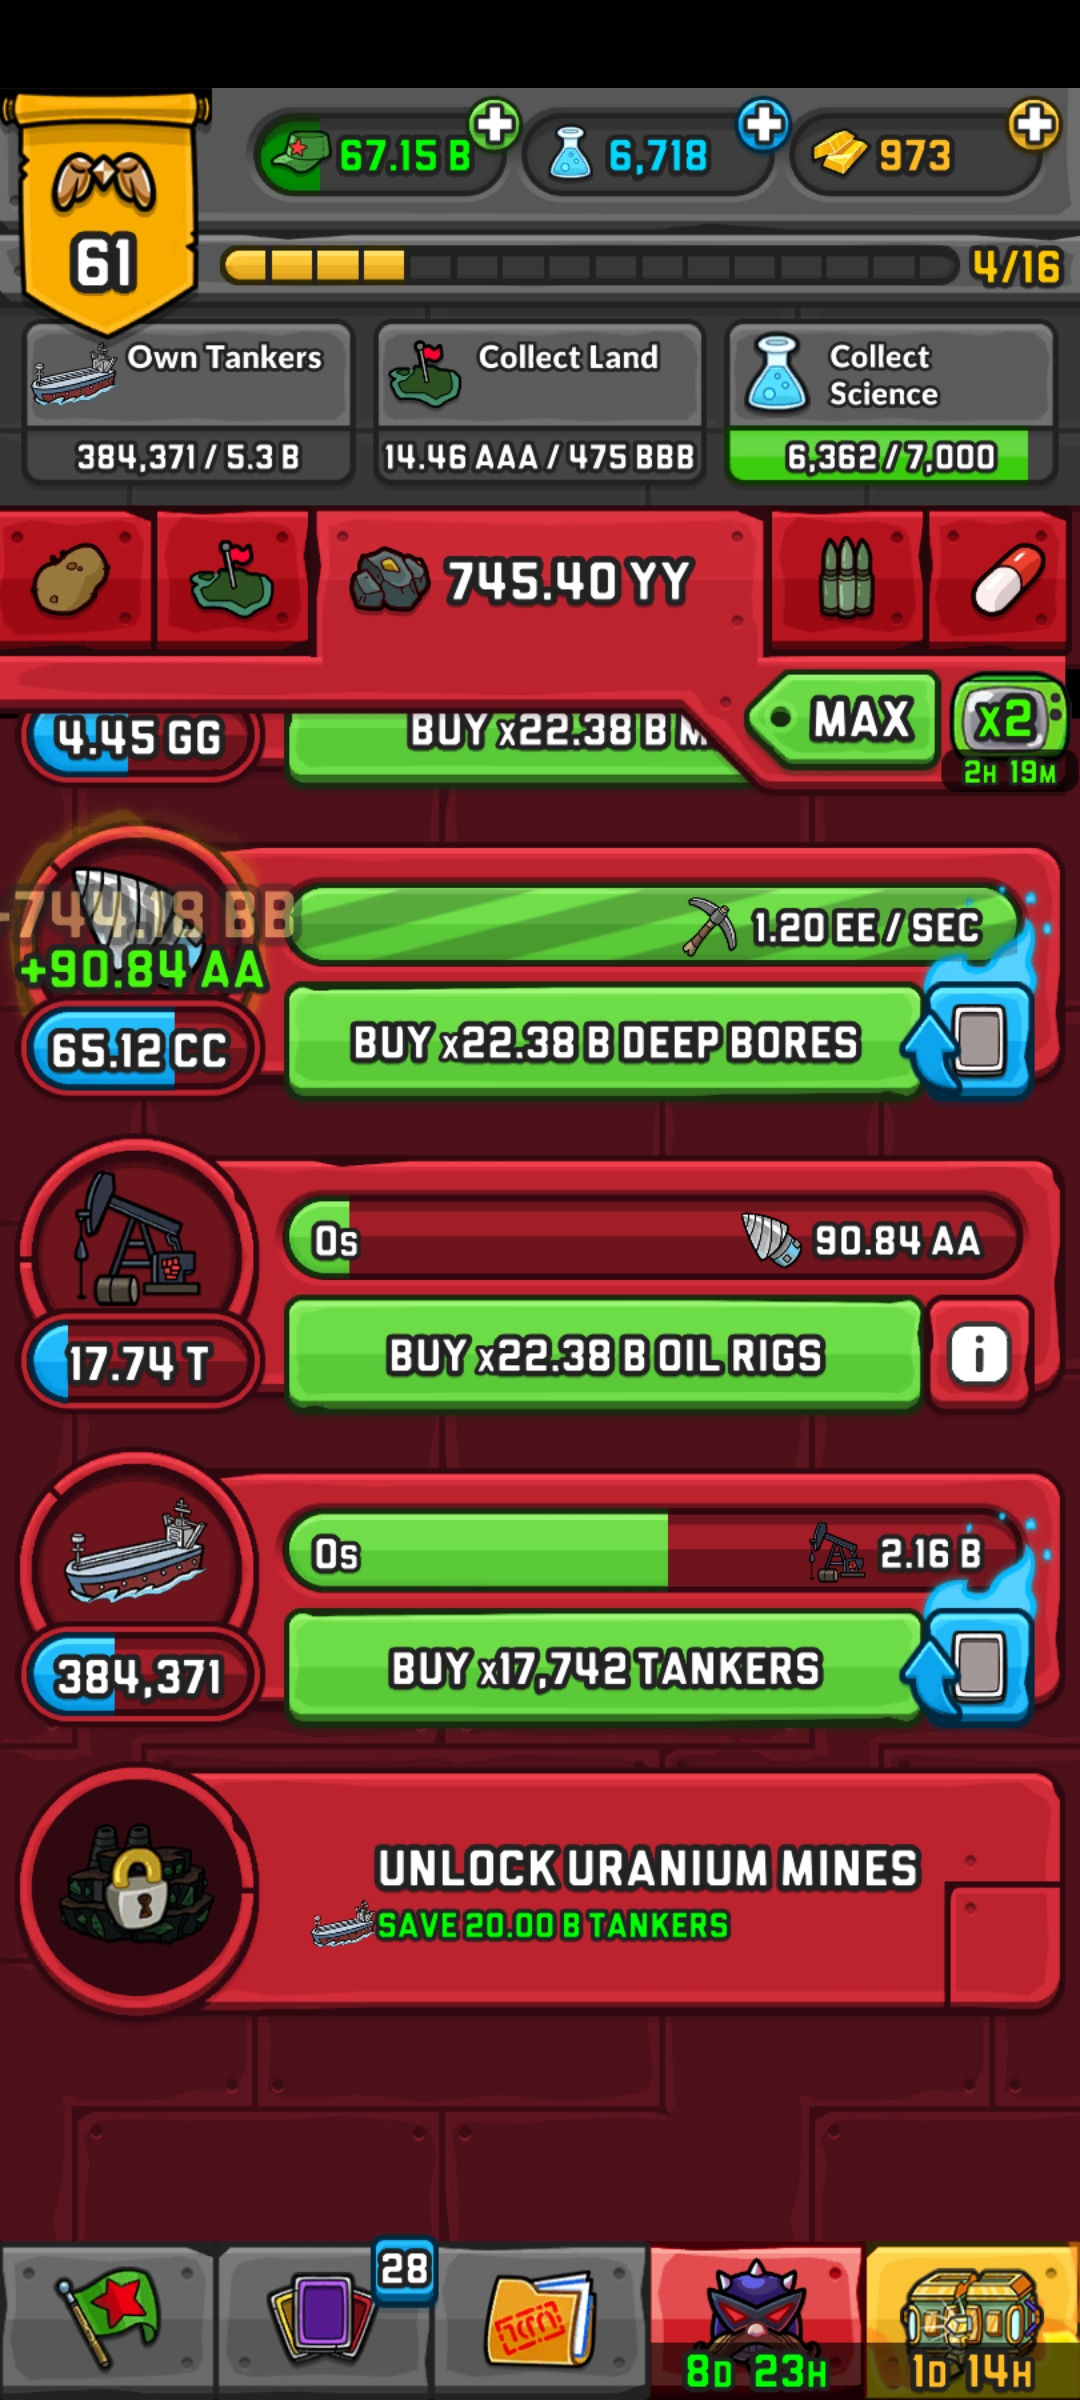 67.15 B
6,718
973
61
4/16
Own Tankers
384,371 / 5.3 B
Collect Land
14.46 AAA / 475 BBB
Collect
Science
6,362 / 7,000
745.40 YY
MAX
x2
2H 19M
4.45 GG
BUY x22.38 B
-744.18 BB
+90.84 AA
65.12 CC
1.20 EE / SEC
BUY x22.38 B DEEP BORES
0s
90.84 AA
17.74 T
BUY x22.38 B OIL RIGS
i
0s
2.16 B
384,371
BUY x17,742 TANKERS
UNLOCK URANIUM MINES
SAVE 20.00 B TANKERS
28
8D 23H
1D 14H